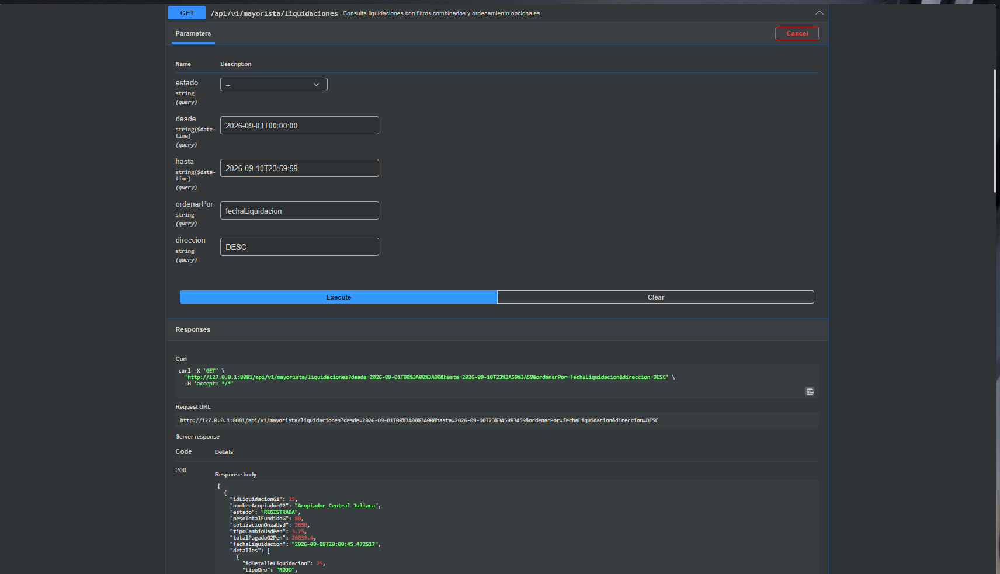 GET /api/v1/mayorista/liquidaciones Consulta liquidaciones con filtros combinados y ordenamiento opcionales
Parameters
Cancel
Name Description
estado
string
(query)
--
desde
string($date-
time)
(query)
2026-09-01T00:00:00
hasta
string($date-
time)
(query)
2026-09-10T23:59:59
ordenarPor
string
(query)
fechaLiquidacion
direccion
string
(query)
DESC
Execute
Clear
Responses
Curl
curl -X 'GET' \
'http://127.0.0.1:8081/api/v1/mayorista/liquidaciones?desde=2026-09-01T00%3A00%3A00&hasta=2026-09-10T23%3A59%3A59&ordenarPor=fechaLiquidacion&direccion=DESC' \
-H 'accept: */*'
Request URL
http://127.0.0.1:8081/api/v1/mayorista/liquidaciones?desde=2026-09-01T00%3A00%3A00&hasta=2026-09-10T23%3A59%3A59&ordenarPor=fechaLiquidacion&direccion=DESC
Server response
Code Details
200
Response body
[
{
"idLiquidacionG1": 25,
"nombreAcopiadorG2": "Acopiador Central Juliaca",
"estado": "REGISTRADA",
"pesoTotalFundidoG": 80,
"cotizacionOnzaUsd": 2650,
"tipoCambioUsdPen": 3.75,
"totalPagadoG2Pen": 26039.4,
"fechaLiquidacion": "2026-09-08T20:00:45.472517",
"detalles": [
{
"idDetalleLiquidacion": 25,
"tipoOro": "ROJO",